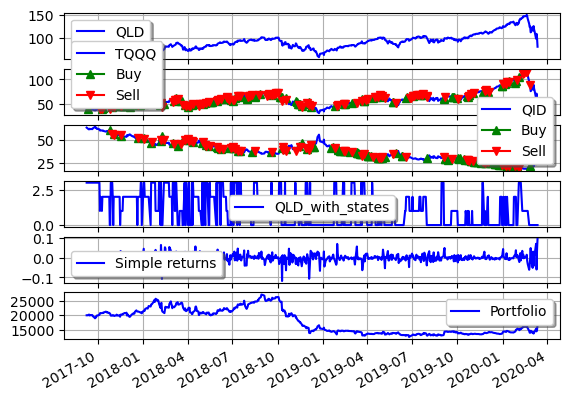 150
100
QLD
TQQQ
Buy
Sell
100
50
QID
Buy
Sell
50
25
2.5
0.0
QLD_with_states
0.1
0.0
−0.1
Simple returns
25000
20000
15000
Portfolio
2017-10
2018-01
2018-04
2018-07
2018-10
2019-01
2019-04
2019-07
2019-10
2020-01
2020-04